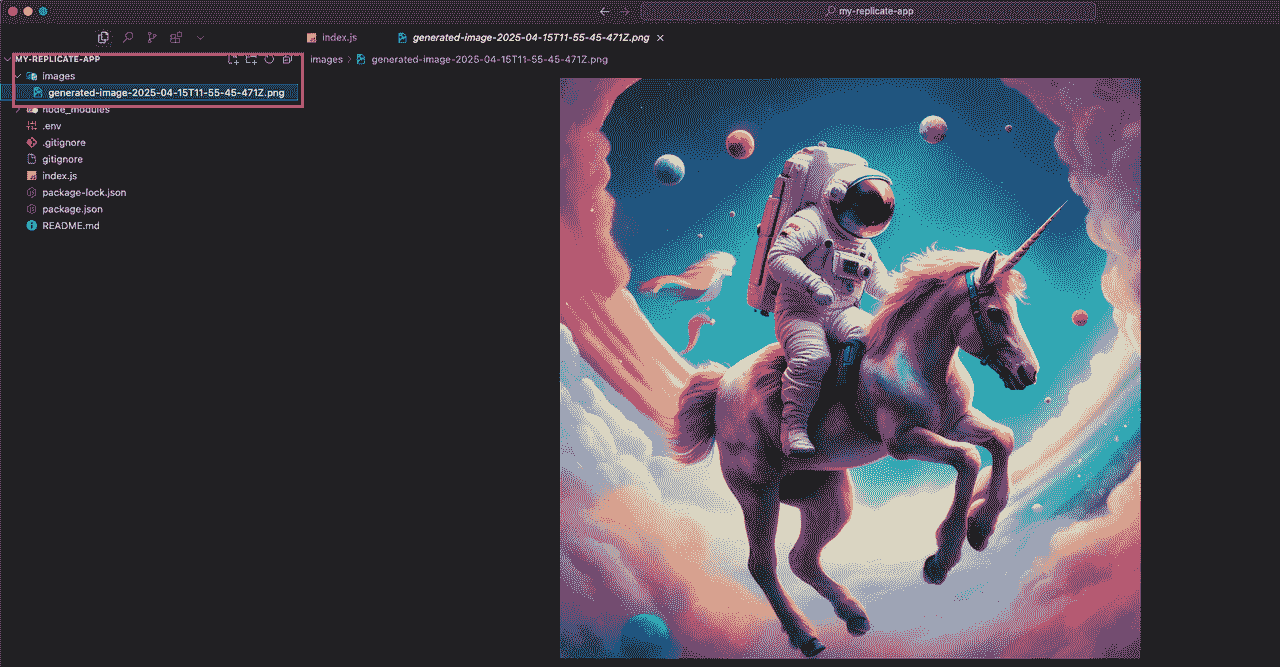 my-replicate-app
index.js
generated-image-2025-04-15T11-55-45-471Z.png
MY-REPLICATE-APP
images
generated-image-2025-04-15T11-55-45-471Z.png
node_modules
.env
.gitignore
gitignore
index.js
package-lock.json
package.json
README.md
images
generated-image-2025-04-15T11-55-45-471Z.png